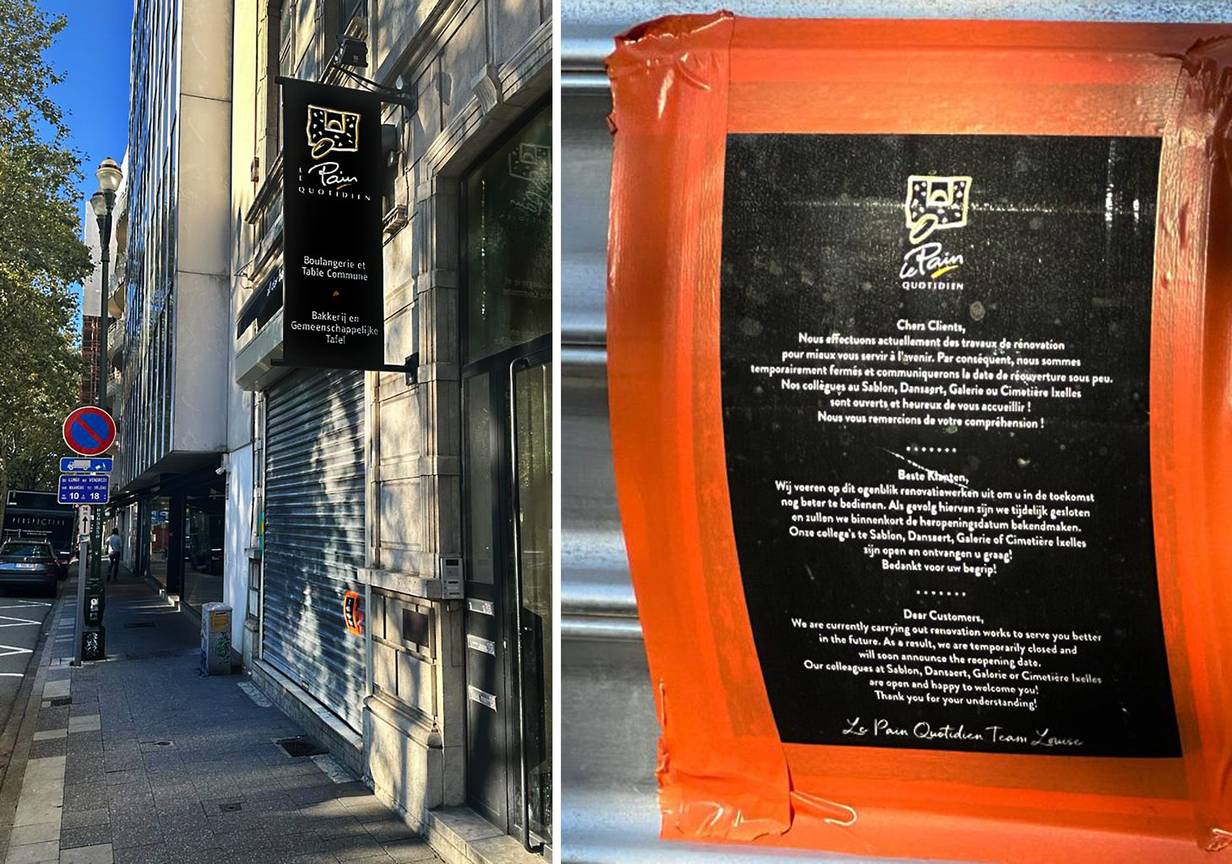 LE Pain
QUOTIDIEN
Boulangerie et
Table Commune
Bakkerij en
Gemeenschappelijke
Tafel
DU LUNDI AU VENDREDI
VAN MAANDAG TOT VRIJDAG
10 18
PERSPECTIVE
Le Pain
QUOTIDIEN
Chers Clients,
Nous effectuons actuellement des travaux de rénovation
pour mieux vous servir à l'avenir. Par conséquent, nous sommes
temporairement fermés et communiquerons la date de réouverture sous peu.
Nos collègues au Sablon, Dansaert, Galerie ou Cimetière Ixelles
sont ouverts et heureux de vous accueillir !
Nous vous remercions de votre compréhension !
Beste Klanten,
Wij voeren op dit ogenblik renovatiewerken uit om u in de toekomst
nog beter te bedienen. Als gevolg hiervan zijn we tijdelijk gesloten
en zullen we binnenkort de heropeningsdatum bekendmaken.
Onze collega's te Sablon, Dansaert, Galerie of Cimetière Ixelles
zijn open en ontvangen u graag!
Bedankt voor uw begrip!
Dear Customers,
We are currently carrying out renovation works to serve you better
in the future. As a result, we are temporarily closed and
will soon announce the reopening date.
Our colleagues at Sablon, Dansaert, Galerie or Cimetière Ixelles
are open and happy to welcome you!
Thank you for your understanding!
Le Pain Quotidien Team Louise